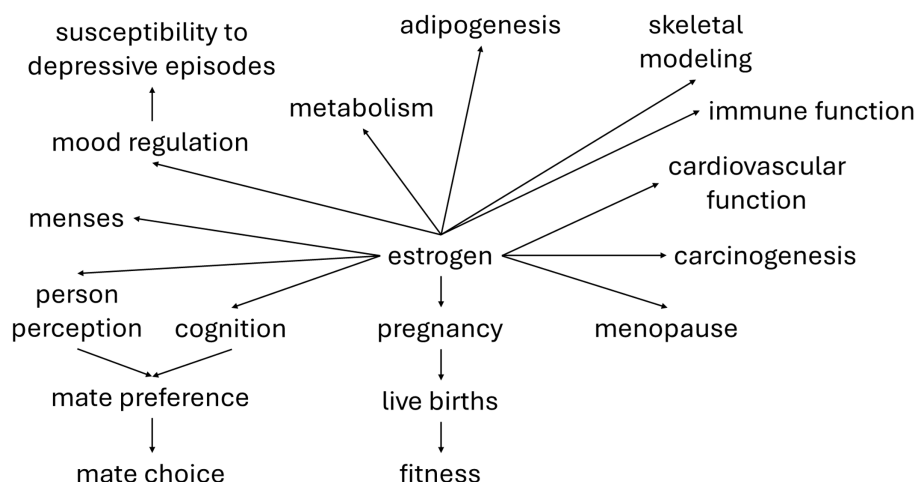 susceptibility to
depressive episodes
adipogenesis
skeletal
modeling
metabolism
immune function
mood regulation
cardiovascular
function
menses
estrogen
carcinogenesis
person
perception
cognition
pregnancy
menopause
mate preference
live births
mate choice
fitness